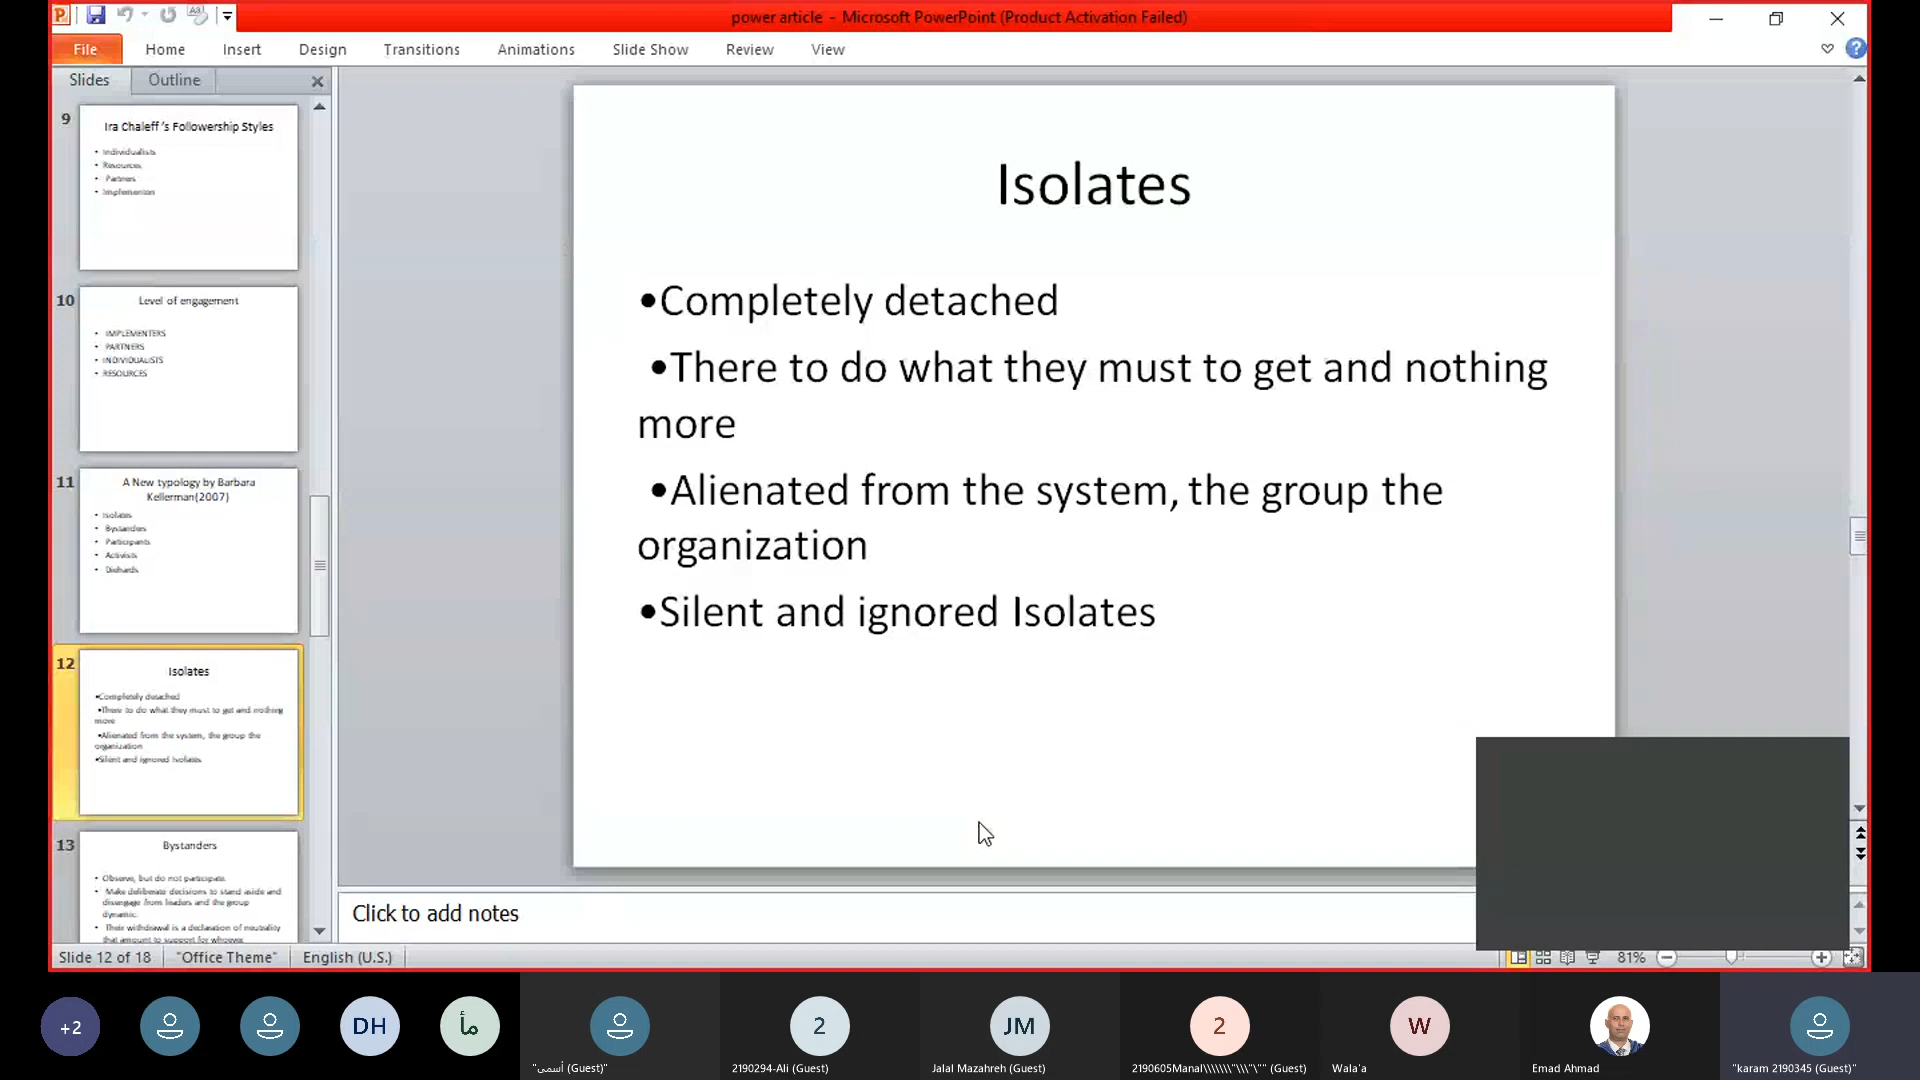 power article - Microsoft PowerPoint (Product Activation Failed)
File Home Insert Design Transitions Animations Slide Show Review View
Slides Outline
9
Ira Chaleff 's Followership Styles
• Individualists
• Resources
• Partners
• Implementers
10
Level of engagement
• IMPLEMENTERS
• PARTNERS
• INDIVIDUALISTS
• RESOURCES
11
A New typology by Barbara
Kellerman(2007)
• Isolates
• Bystanders
• Participants
• Activists
• Diehards
12
Isolates
•Completely detached
•There to do what they must to get and nothing
more
•Alienated from the system, the group the
organization
•Silent and ignored Isolates
13
Bystanders
• Observe, but do not participate.
• Make deliberate decisions to stand aside and
disengage from leaders and the group
dynamic.
• Their withdrawal is a declaration of neutrality
that amount to support for whoever
Isolates
•Completely detached
•There to do what they must to get and nothing
more
•Alienated from the system, the group the
organization
•Silent and ignored Isolates
Click to add notes
Slide 12 of 18 "Office Theme" English (U.S.) 81%
+2 DH مأ 2 JM 2 W
"أسمى (Guest)" 2190294-Ali (Guest) Jalal Mazahreh (Guest) 2190605Manal\\\\\\\"\\\"\"" (Guest) Wala'a Emad Ahmad "karam 2190345 (Guest)"